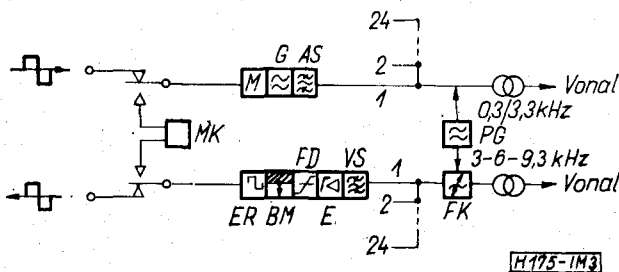 24
G AS
M
2
1
Vonal
0,3/3,3kHz
MK
PG
3-6-9,3 kHz
FD VS
1
Vonal
2
ER BM E
FK
24
H175-IM3